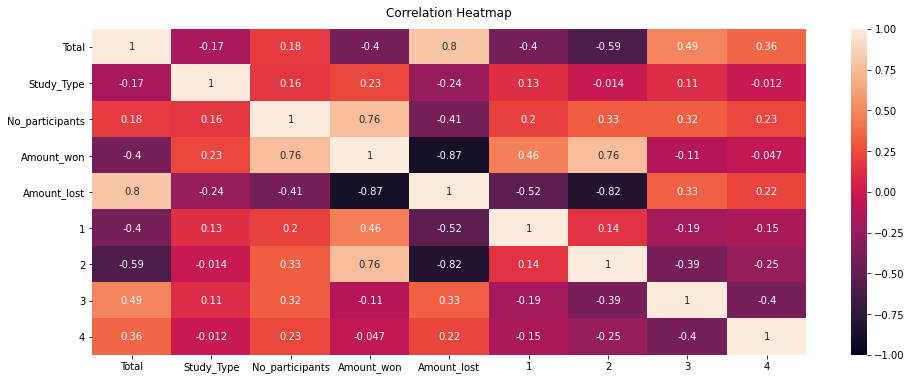 Correlation Heatmap
Total 1 -0.17 0.18 -0.4 0.8 -0.4 -0.59 0.49 0.36
Study_Type -0.17 1 0.16 0.23 -0.24 0.13 -0.014 0.11 -0.012
No_participants 0.18 0.16 1 0.76 -0.41 0.2 0.33 0.32 0.23
Amount_won -0.4 0.23 0.76 1 -0.87 0.46 0.76 -0.11 -0.047
Amount_lost 0.8 -0.24 -0.41 -0.87 1 -0.52 -0.82 0.33 0.22
1 -0.4 0.13 0.2 0.46 -0.52 1 0.14 -0.19 -0.15
2 -0.59 -0.014 0.33 0.76 -0.82 0.14 1 -0.39 -0.25
3 0.49 0.11 0.32 -0.11 0.33 -0.19 -0.39 1 -0.4
4 0.36 -0.012 0.23 -0.047 0.22 -0.15 -0.25 -0.4 1
Total Study_Type No_participants Amount_won Amount_lost 1 2 3 4
1.00
0.75
0.50
0.25
0.00
−0.25
−0.50
−0.75
−1.00